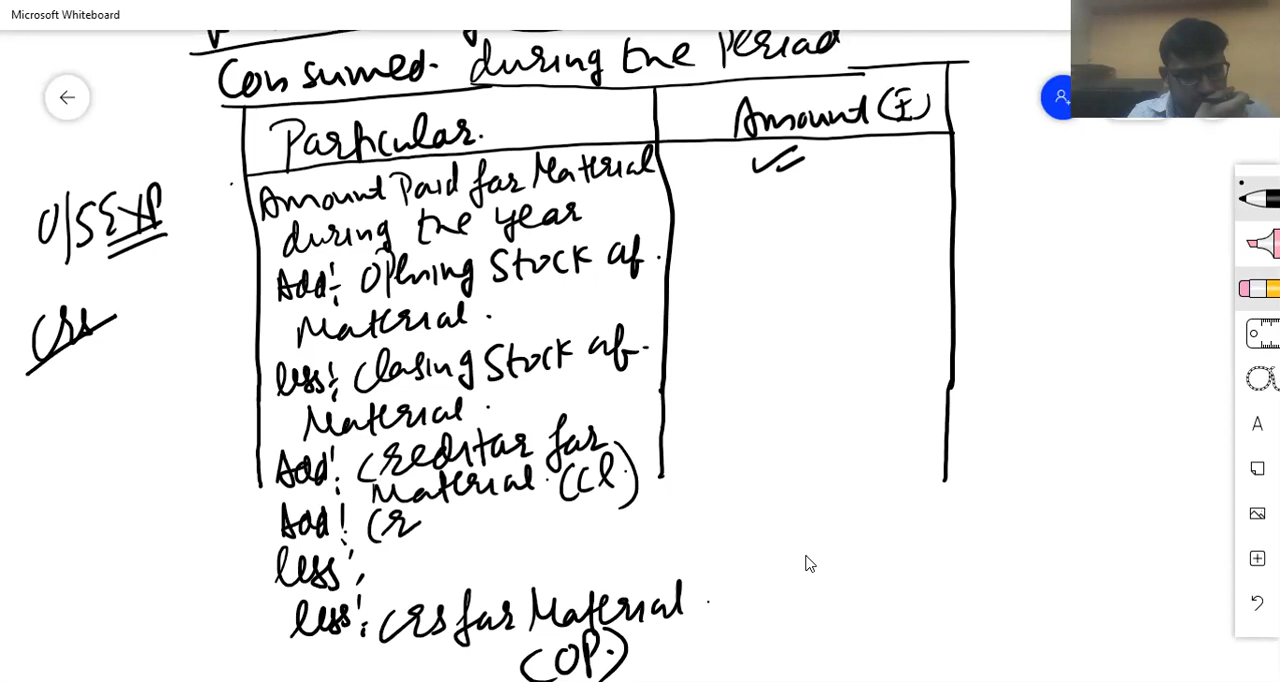 Microsoft Whiteboard
Consumed. during the Period
Particular.
Amount (₹)
Amount Paid for Material
during the year
Add:- Opening Stock of.
Material.
less:- Closing Stock of-
Material.
Add: Creditor for
Material. (Cl.)
Add: Cr
less:
less: Crs for Material.
(OP.)
O/S EXP
Crs
A